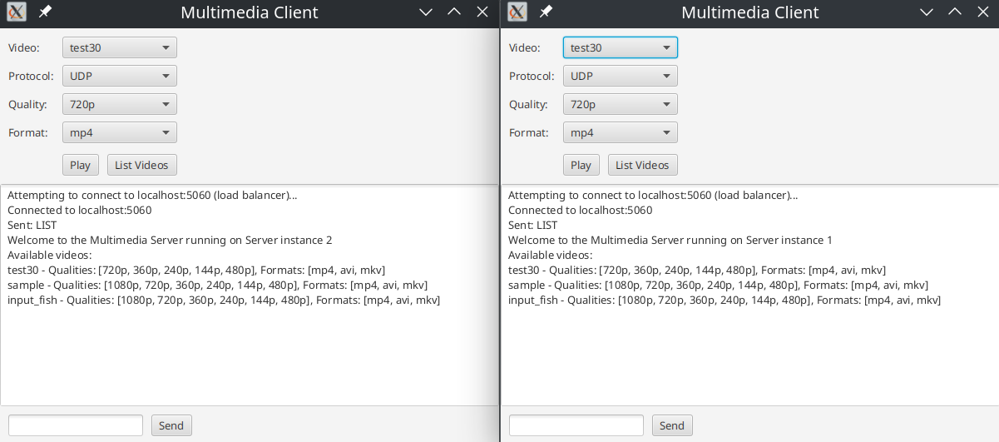 Multimedia Client
Video:
test30
Protocol:
UDP
Quality:
720p
Format:
mp4
Play
List Videos
Attempting to connect to localhost:5060 (load balancer)...
Connected to localhost:5060
Sent: LIST
Welcome to the Multimedia Server running on Server instance 2
Available videos:
test30 - Qualities: [720p, 360p, 240p, 144p, 480p], Formats: [mp4, avi, mkv]
sample - Qualities: [1080p, 720p, 360p, 240p, 144p, 480p], Formats: [mp4, avi, mkv]
input_fish - Qualities: [1080p, 720p, 360p, 240p, 144p, 480p], Formats: [mp4, avi, mkv]
Send
Multimedia Client
Video:
test30
Protocol:
UDP
Quality:
720p
Format:
mp4
Play
List Videos
Attempting to connect to localhost:5060 (load balancer)...
Connected to localhost:5060
Sent: LIST
Welcome to the Multimedia Server running on Server instance 1
Available videos:
test30 - Qualities: [720p, 360p, 240p, 144p, 480p], Formats: [mp4, avi, mkv]
sample - Qualities: [1080p, 720p, 360p, 240p, 144p, 480p], Formats: [mp4, avi, mkv]
input_fish - Qualities: [1080p, 720p, 360p, 240p, 144p, 480p], Formats: [mp4, avi, mkv]
Send